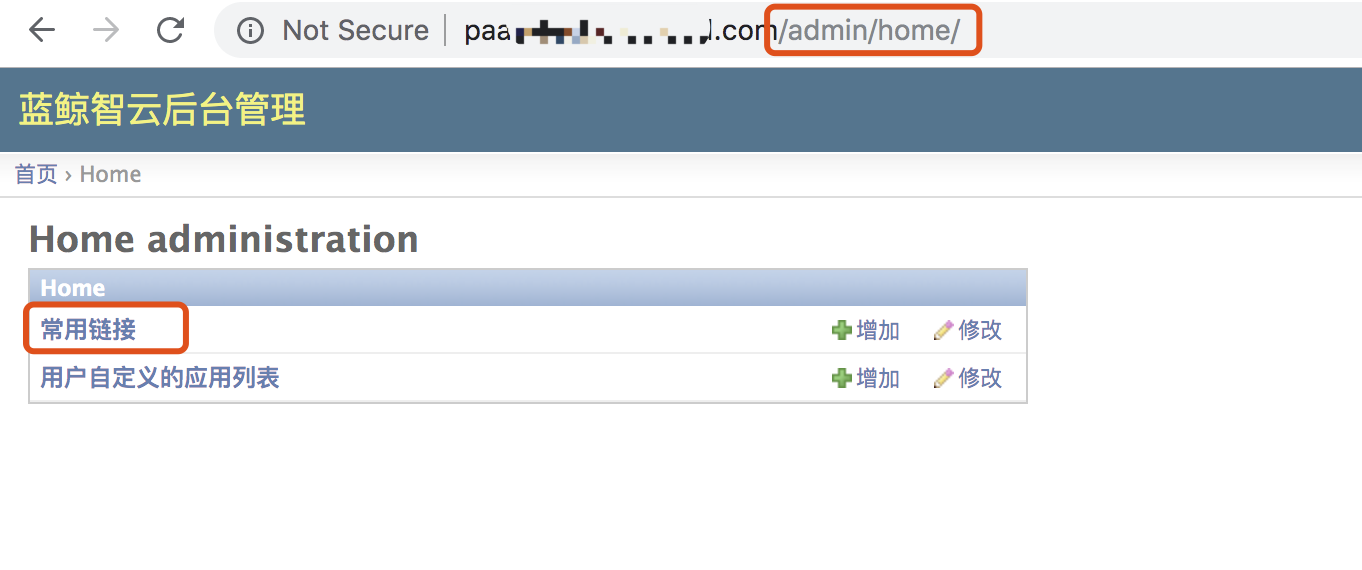 Not Secure paa .com/admin/home/
蓝鲸智云后台管理
首页 › Home
Home administration
Home
常用链接 增加 修改
用户自定义的应用列表 增加 修改